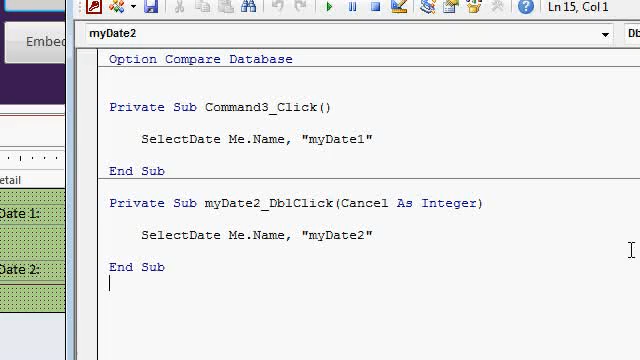 Ln 15, Col 1
myDate2
Embed
Option Compare Database
Private Sub Command3_Click()
SelectDate Me.Name, "myDate1"
End Sub
Private Sub myDate2_DblClick(Cancel As Integer)
SelectDate Me.Name, "myDate2"
End Sub
etail
Date 1:
Date 2: